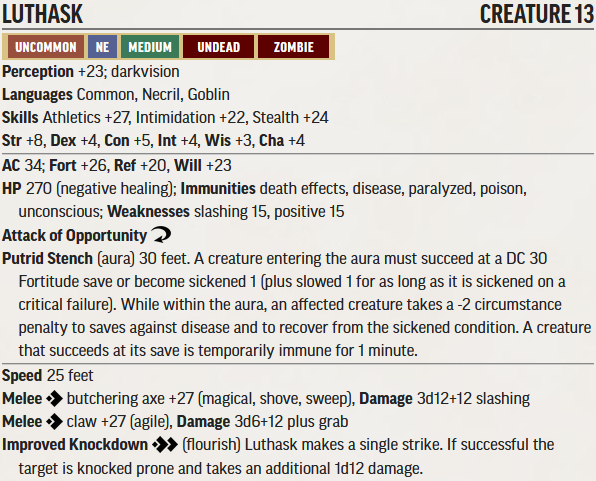 LUTHASK CREATURE 13
UNCOMMON NE MEDIUM UNDEAD ZOMBIE
Perception +23; darkvision
Languages Common, Necril, Goblin
Skills Athletics +27, Intimidation +22, Stealth +24
Str +8, Dex +4, Con +5, Int +4, Wis +3, Cha +4
AC 34; Fort +26, Ref +20, Will +23
HP 270 (negative healing); Immunities death effects, disease, paralyzed, poison,
unconscious; Weaknesses slashing 15, positive 15
Attack of Opportunity
Putrid Stench (aura) 30 feet. A creature entering the aura must succeed at a DC 30
Fortitude save or become sickened 1 (plus slowed 1 for as long as it is sickened on a
critical failure). While within the aura, an affected creature takes a -2 circumstance
penalty to saves against disease and to recover from the sickened condition. A creature
that succeeds at its save is temporarily immune for 1 minute.
Speed 25 feet
Melee butchering axe +27 (magical, shove, sweep), Damage 3d12+12 slashing
Melee claw +27 (agile), Damage 3d6+12 plus grab
Improved Knockdown (flourish) Luthask makes a single strike. If successful the
target is knocked prone and takes an additional 1d12 damage.